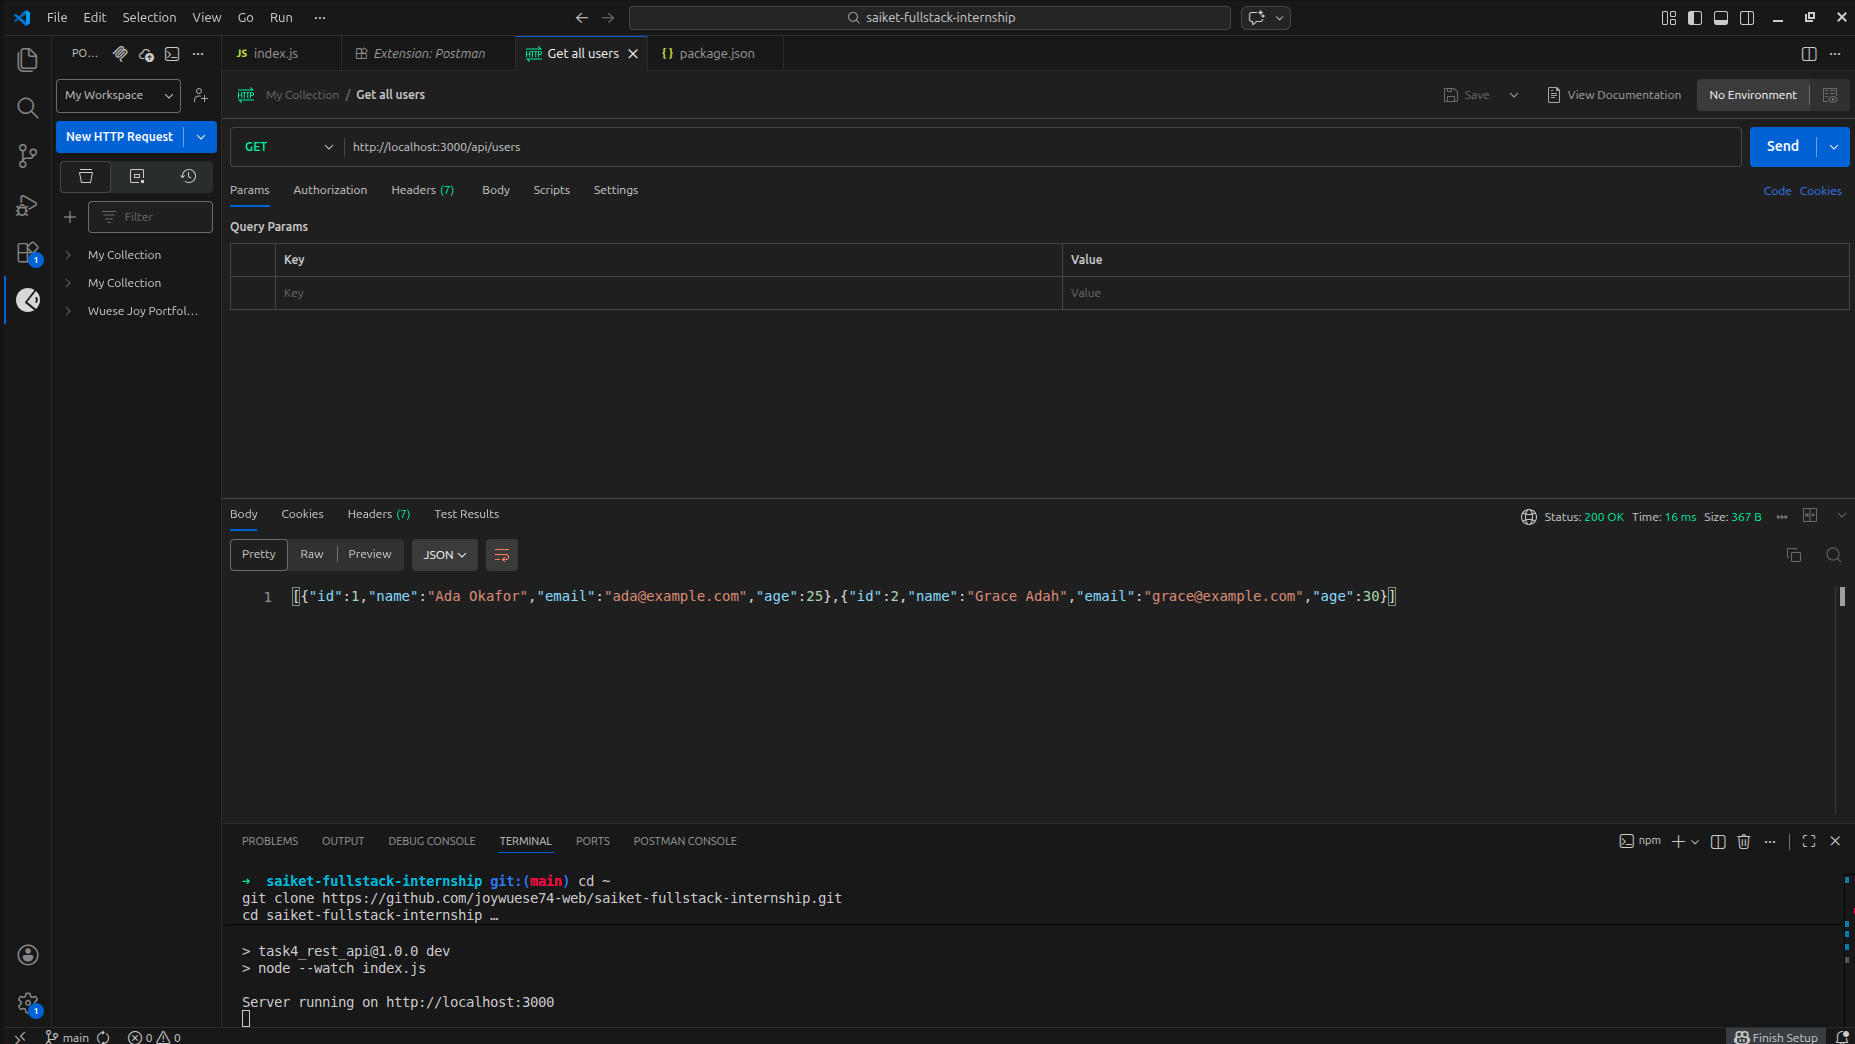 File Edit Selection View Go Run ···
saiket-fullstack-internship
PO... ···
JS index.js
Extension: Postman
HTTP Get all users
{} package.json
···
My Workspace
HTTP My Collection / Get all users
Save
View Documentation
No Environment
New HTTP Request
GET
http://localhost:3000/api/users
Send
Params Authorization Headers (7) Body Scripts Settings
Code Cookies
Filter
Query Params
My Collection
My Collection
Wuese Joy Portfol...
Key Value
Key Value
1
Body Cookies Headers (7) Test Results
Status: 200 OK Time: 16 ms Size: 367 B
Pretty Raw Preview JSON
1 [{"id":1,"name":"Ada Okafor","email":"ada@example.com","age":25},{"id":2,"name":"Grace Adah","email":"grace@example.com","age":30}]
PROBLEMS OUTPUT DEBUG CONSOLE TERMINAL PORTS POSTMAN CONSOLE
npm
→ saiket-fullstack-internship git:(main) cd ~
git clone https://github.com/joywuese74-web/saiket-fullstack-internship.git
cd saiket-fullstack-internship …
> task4_rest_api@1.0.0 dev
> node --watch index.js
Server running on http://localhost:3000
1
main 0 0
Finish Setup